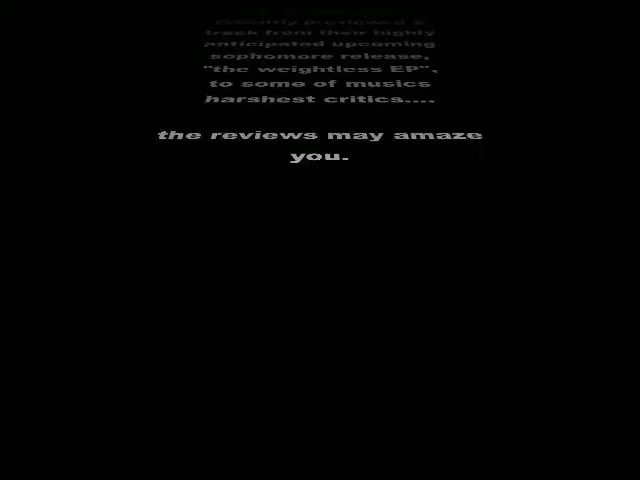 recently previewed a
track from their highly
anticipated upcoming
sophomore release,
"the weightless EP",
to some of musics
harshest critics....
the reviews may amaze
you.